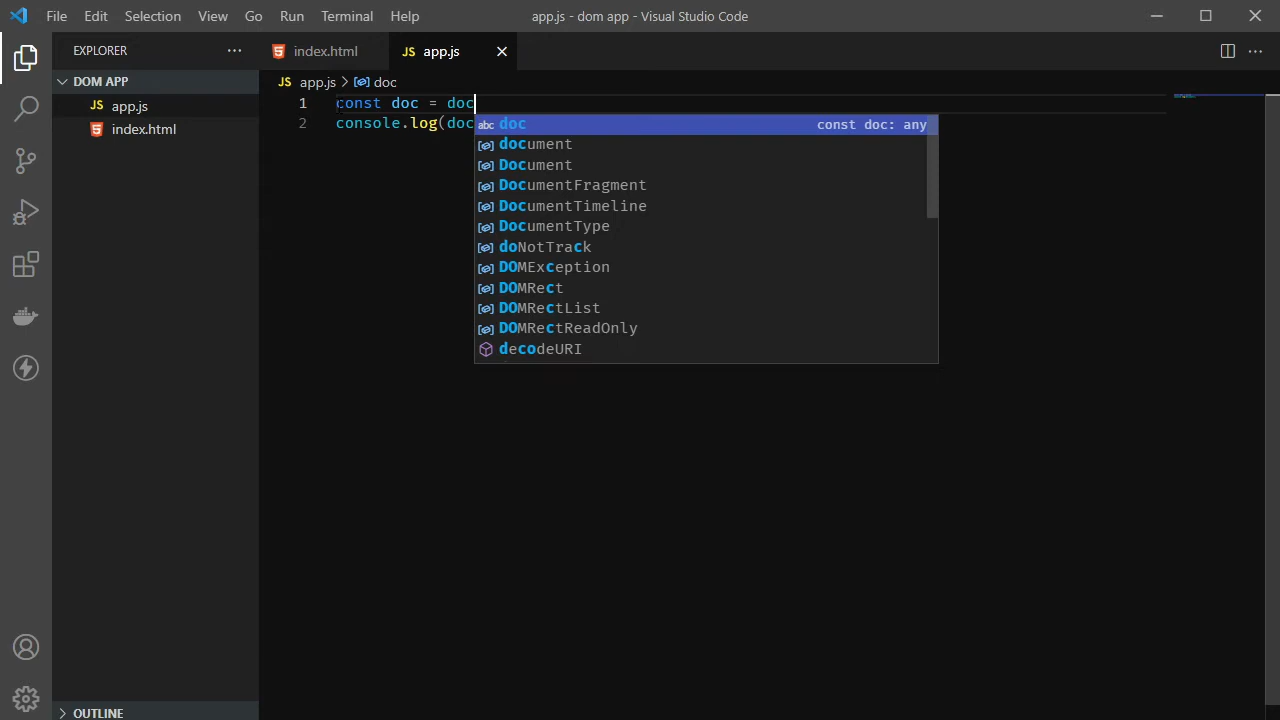 File Edit Selection View Go Run Terminal Help
app.js - dom app - Visual Studio Code
EXPLORER
DOM APP
JS app.js
index.html
OUTLINE
index.html
JS app.js
JS app.js > doc
1 const doc = doc
2 console.log(doc
abc doc const doc: any
document
Document
DocumentFragment
DocumentTimeline
DocumentType
doNotTrack
DOMException
DOMRect
DOMRectList
DOMRectReadOnly
decodeURI